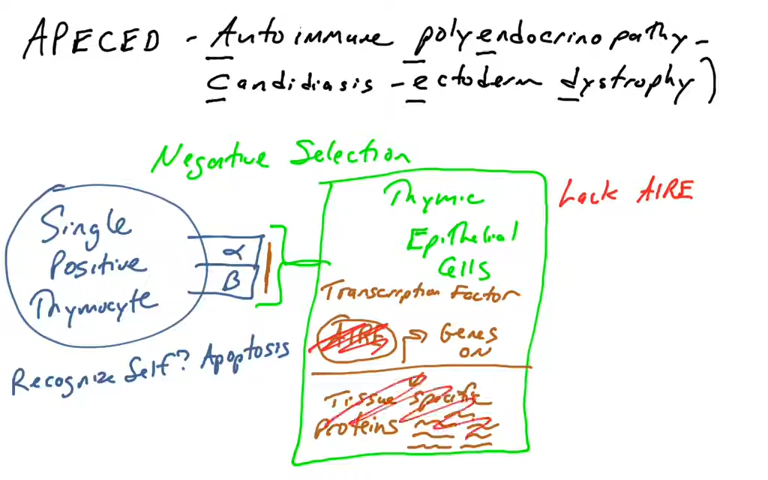 APECED - Autoimmune polyendocrinopathy-
Candidiasis - ectoderm dystrophy)
Negative Selection
Single
Positive
Thymocyte
α
β
Recognize Self? Apoptosis
Thymic
Epithelial
Cells
Transcription Factor
AIRE → Genes
ON
Tissue specific
proteins
Lack AIRE